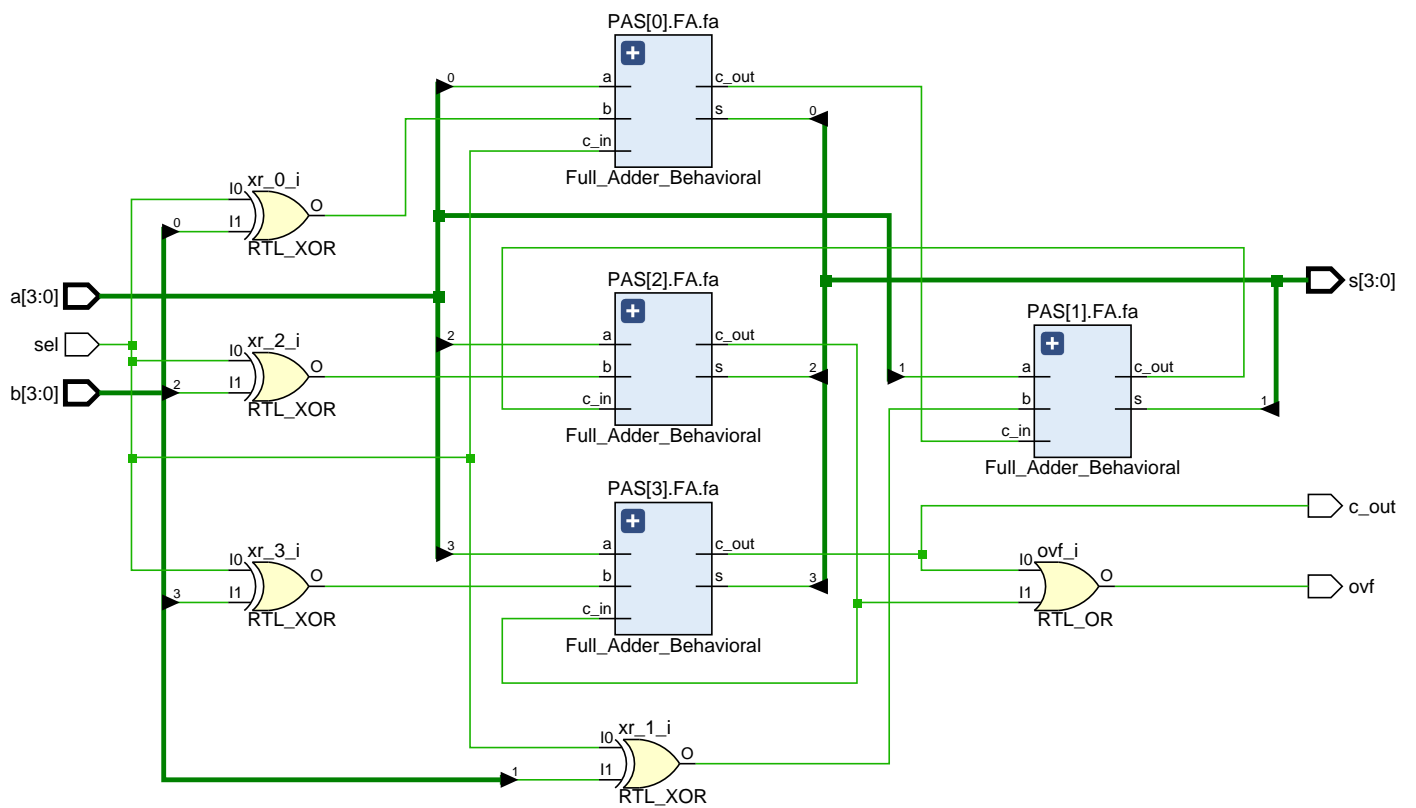 PAS[0].FA.fa
0
a
c_out
b
s
0
c_in
Full_Adder_Behavioral
xr_0_i
I0
O
0
I1
RTL_XOR
a[3:0]
sel
b[3:0]
PAS[2].FA.fa
2
a
c_out
b
s
2
c_in
Full_Adder_Behavioral
xr_2_i
I0
O
2
I1
RTL_XOR
s[3:0]
PAS[1].FA.fa
1
a
c_out
b
s
1
c_in
Full_Adder_Behavioral
PAS[3].FA.fa
3
a
c_out
b
s
3
c_in
Full_Adder_Behavioral
xr_3_i
I0
O
3
I1
RTL_XOR
c_out
ovf_i
I0
O
I1
RTL_OR
ovf
xr_1_i
I0
O
1
I1
RTL_XOR